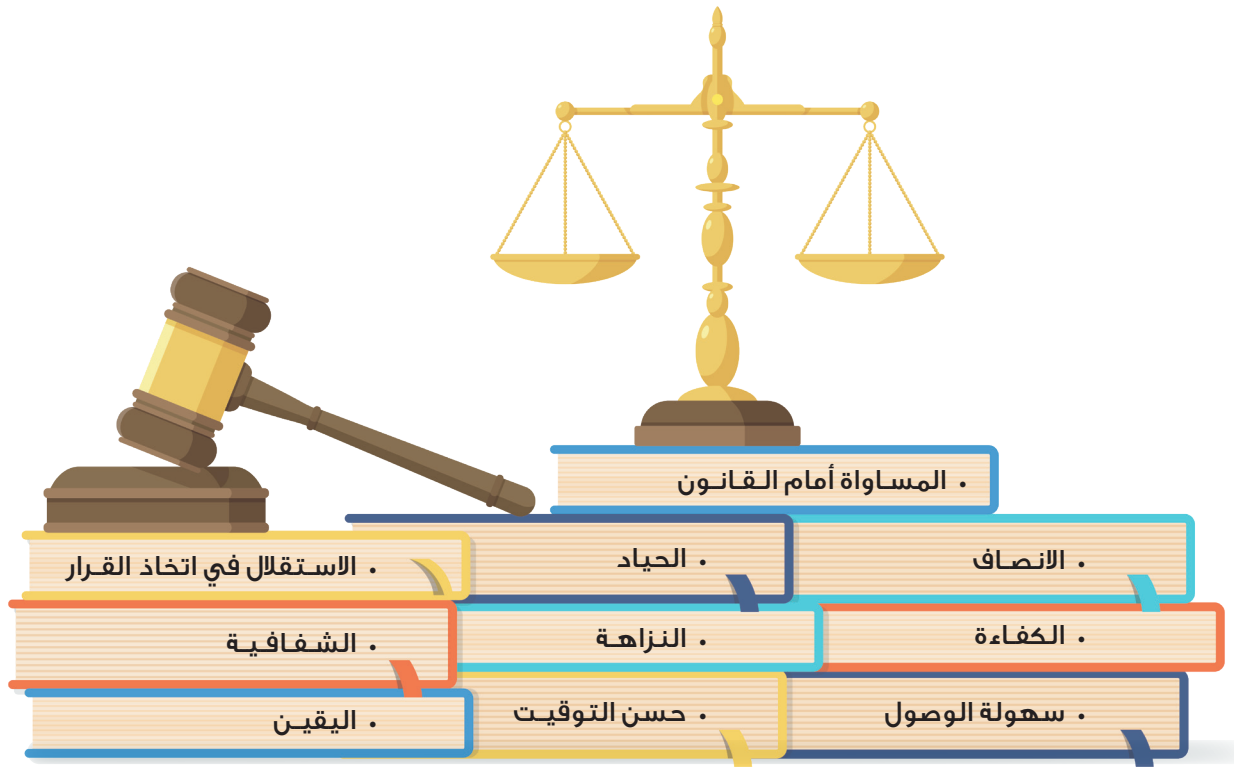 • المساواة أمام القانون
• الانصاف
• الحياد
• الاستقلال في اتخاذ القرار
• الكفاءة
• النزاهة
• الشفافية
• سهولة الوصول
• حسن التوقيت
• اليقين